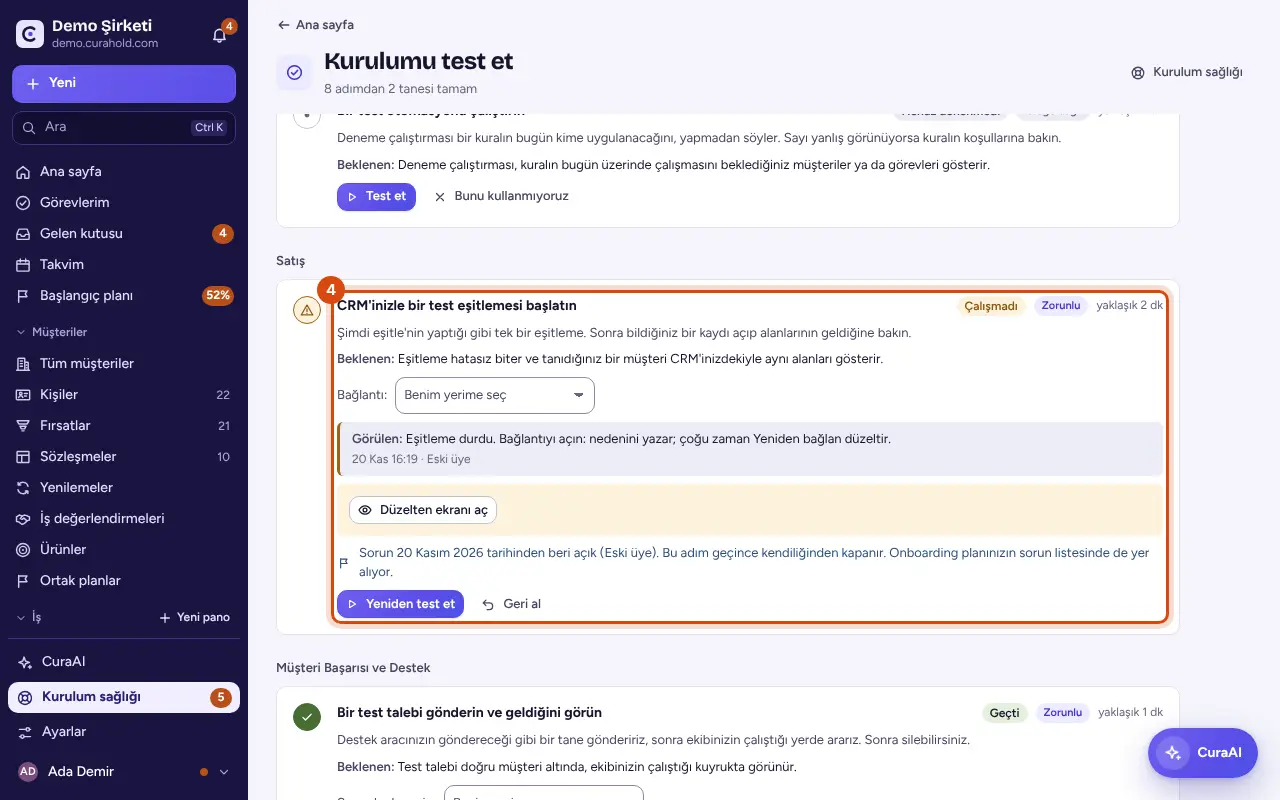 Demo Şirketi
demo.curahold.com
4
Yeni
Ara
Ctrl K
Ana sayfa
Görevlerim
Gelen kutusu
4
Takvim
Başlangıç planı
52%
Müşteriler
Tüm müşteriler
Kişiler
22
Fırsatlar
21
Sözleşmeler
10
Yenilemeler
İş değerlendirmeleri
Ürünler
Ortak planlar
İş
Yeni pano
CuraAI
Kurulum sağlığı
5
Ayarlar
AD
Ada Demir
Ana sayfa
Kurulumu test et
8 adımdan 2 tanesi tamam
Kurulum sağlığı
Deneme çalıştırması bir kuralın bugün kime uygulanacağını, yapmadan söyler. Sayı yanlış görünüyorsa kuralın koşullarına bakın.
Beklenen: Deneme çalıştırması, kuralın bugün üzerinde çalışmasını beklediğiniz müşteriler ya da görevleri gösterir.
Test et
Bunu kullanmıyoruz
Satış
4
CRM'inizle bir test eşitlemesi başlatın
Çalışmadı
Zorunlu
yaklaşık 2 dk
Şimdi eşitle'nin yaptığı gibi tek bir eşitleme. Sonra bildiğiniz bir kaydı açıp alanlarının geldiğine bakın.
Beklenen: Eşitleme hatasız biter ve tanıdığınız bir müşteri CRM'inizdekiyle aynı alanları gösterir.
Bağlantı:
Benim yerime seç
Görülen: Eşitleme durdu. Bağlantıyı açın: nedenini yazar; çoğu zaman Yeniden bağlan düzeltir.
20 Kas 16:19 · Eski üye
Düzelten ekranı aç
Sorun 20 Kasım 2026 tarihinden beri açık (Eski üye). Bu adım geçince kendiliğinden kapanır. Onboarding planınızın sorun listesinde de yer
alıyor.
Yeniden test et
Geri al
Müşteri Başarısı ve Destek
Bir test talebi gönderin ve geldiğini görün
Geçti
Zorunlu
yaklaşık 1 dk
Destek aracınızın göndereceği gibi bir tane göndeririz, sonra ekibinizin çalıştığı yerde ararız. Sonra silebilirsiniz.
Beklenen: Test talebi doğru müşteri altında, ekibinizin çalıştığı kuyrukta görünür.
CuraAI